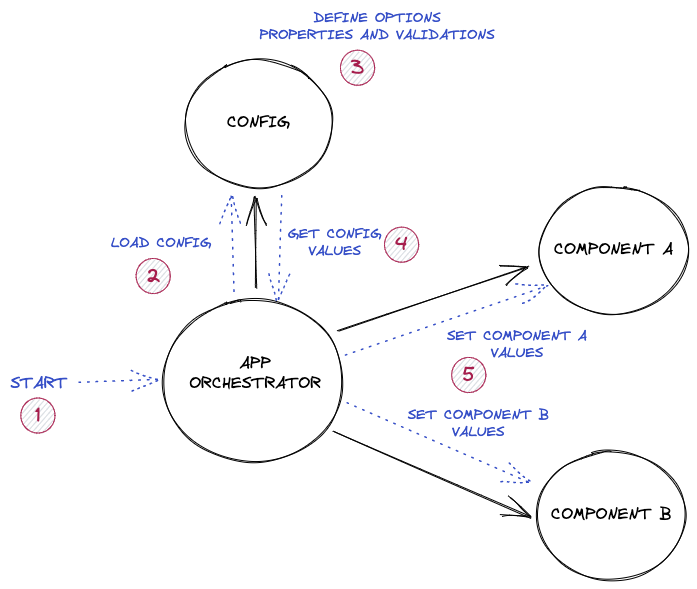 DEFINE OPTIONS
PROPERTIES AND VALIDATIONS
3
CONFIG
LOAD CONFIG
2
GET CONFIG
VALUES
4
COMPONENT A
SET COMPONENT A
VALUES
5
APP
ORCHESTRATOR
START
1
SET COMPONENT B
VALUES
COMPONENT B